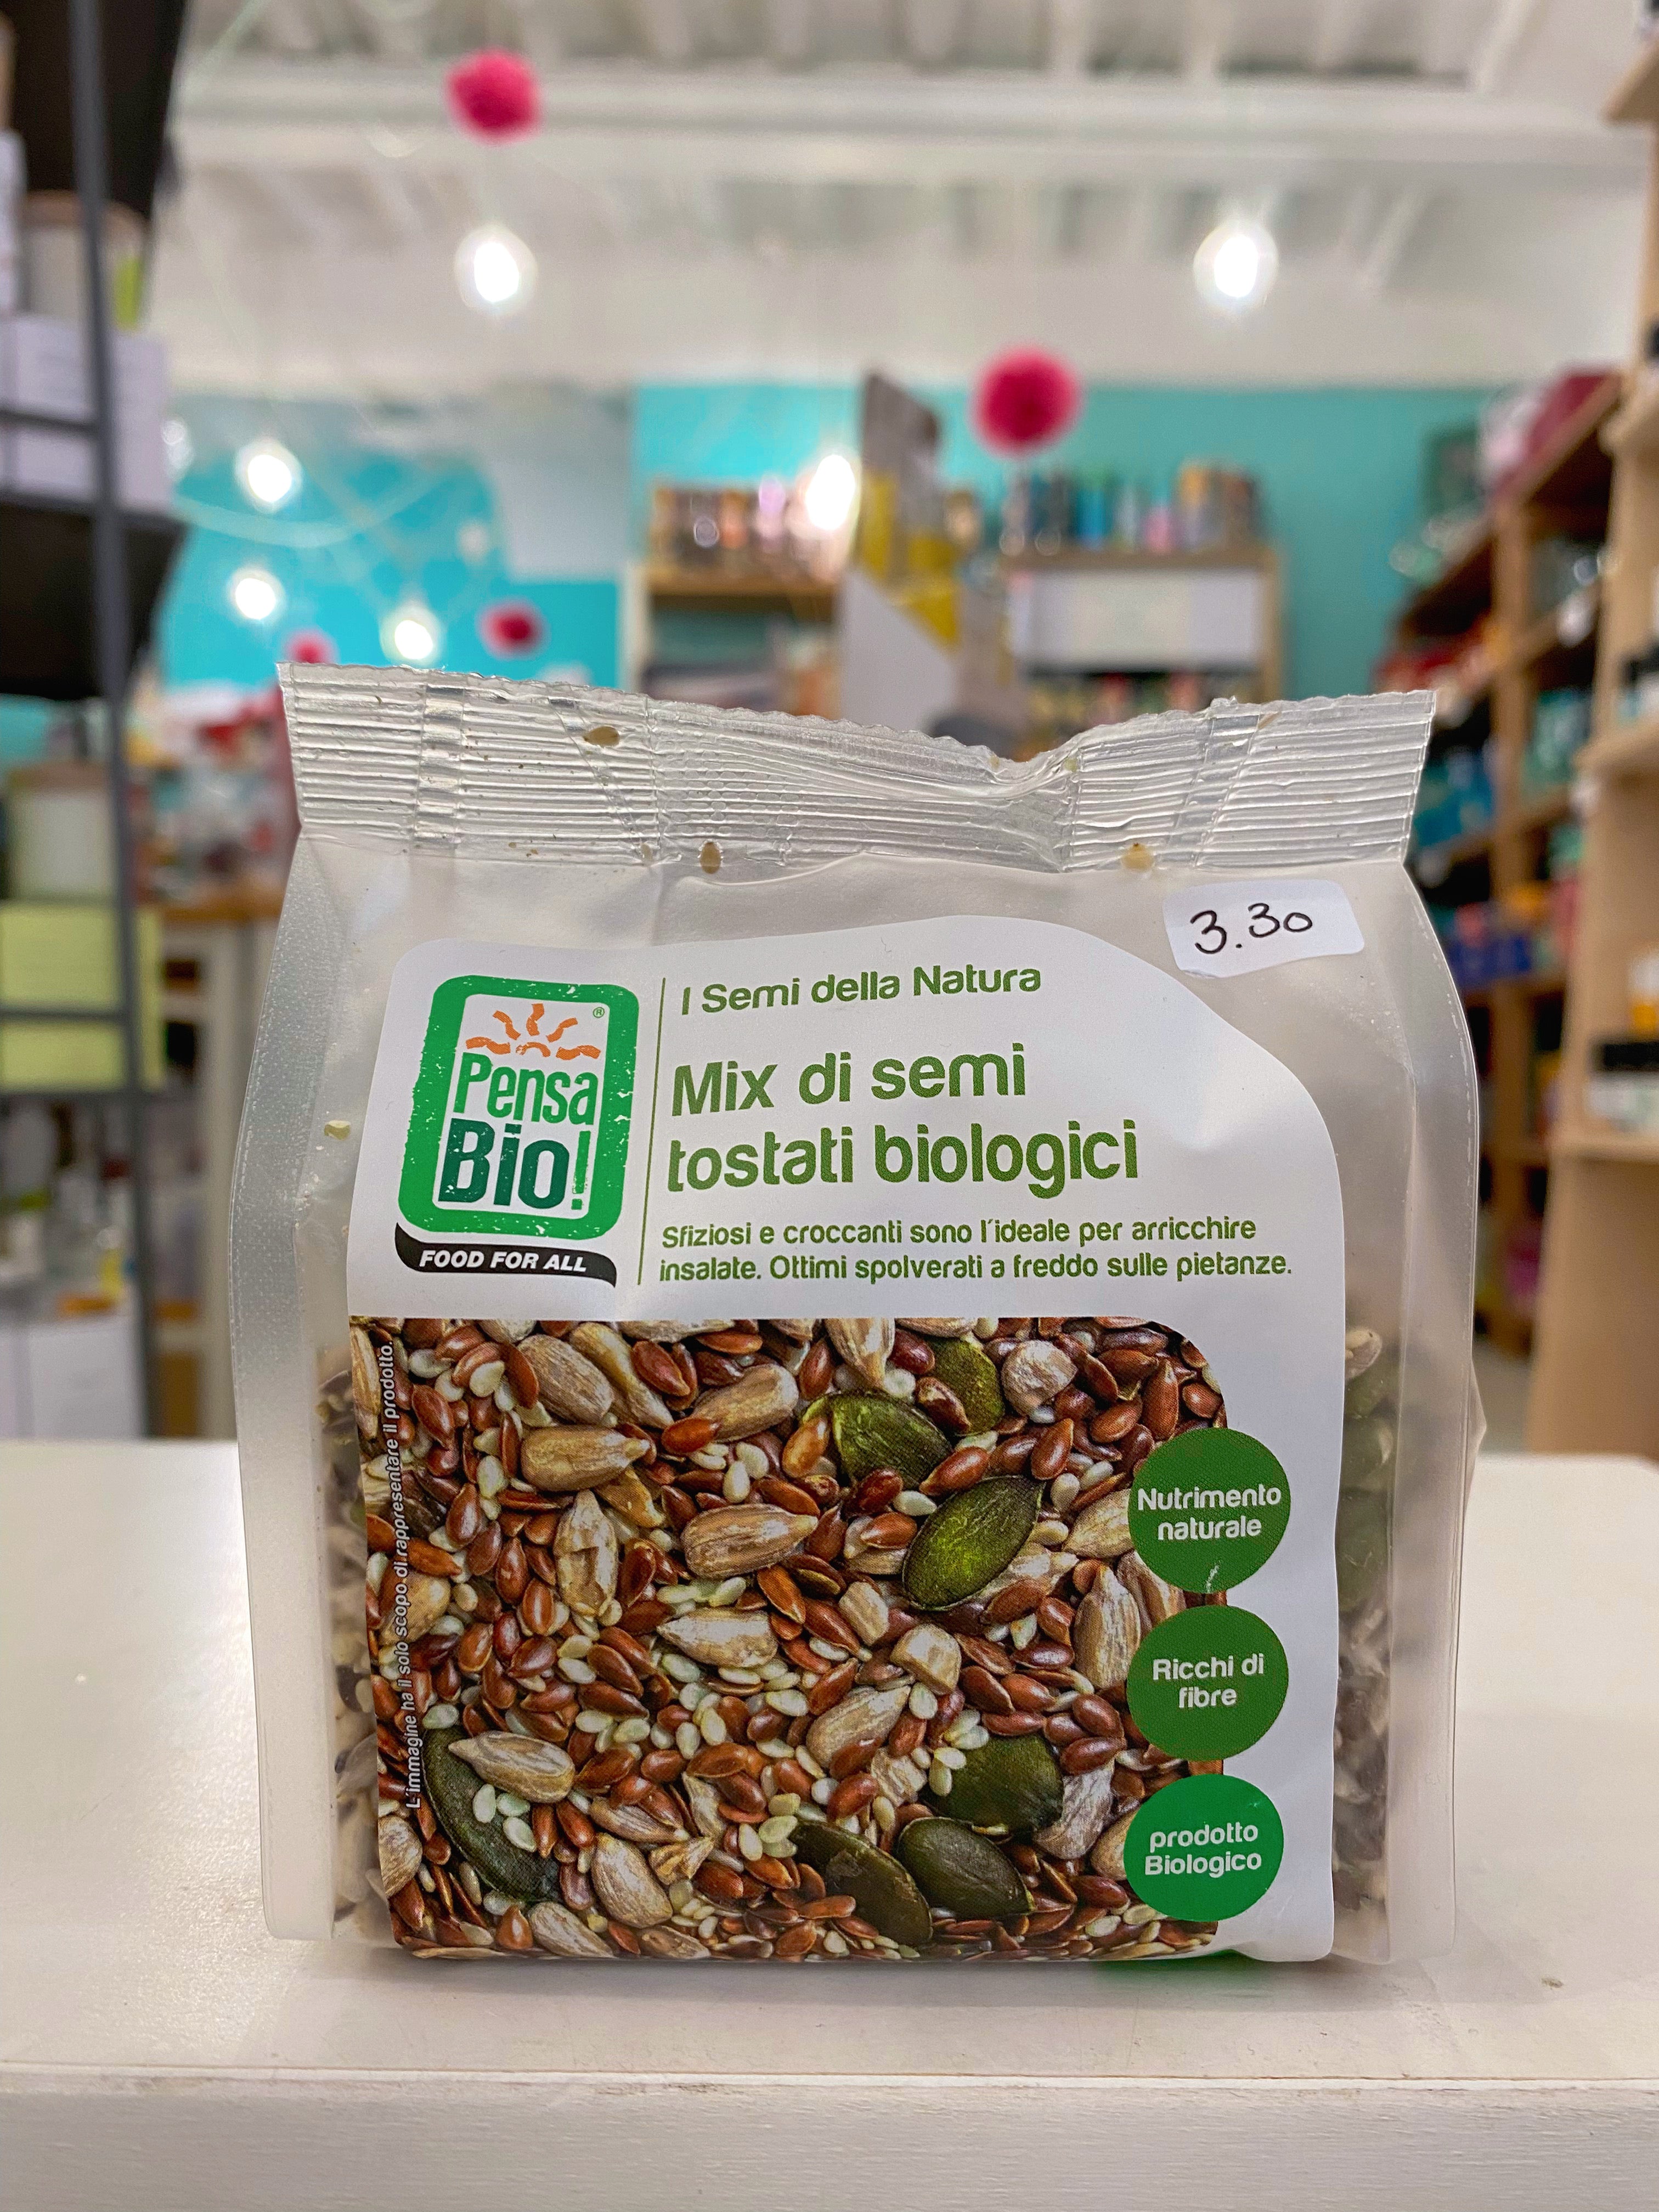 3.30
I Semi della Natura
®
Pensa
Bio!
FOOD FOR ALL
Mix di semi
tostati biologici
Sfiziosi e croccanti sono l'ideale per arricchire
insalate. Ottimi spolverati a freddo sulle pietanze.
L'immagine ha il solo scopo di rappresentare il prodotto.
Nutrimento
naturale
Ricchi di
fibre
prodotto
Biologico